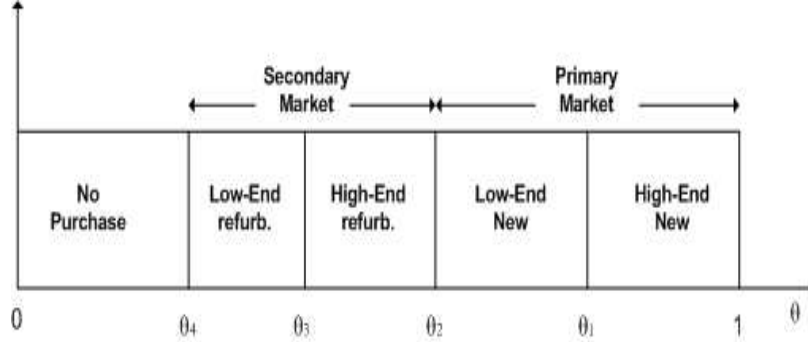 Secondary
Market
Primary
Market
No
Purchase
Low-End
refurb.
High-End
refurb.
Low-End
New
High-End
New
0
θ4
θ3
θ2
θ1
1
θ